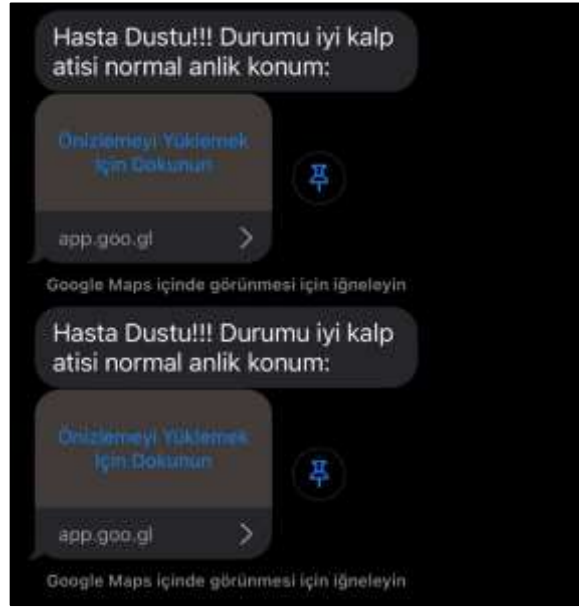 Hasta Dustu!!! Durumu iyi kalp
atisi normal anlik konum:
Önizlemeyi Yüklemek
İçin Dokunun
app.goo.gl
Google Maps içinde görünmesi için iğneleyin
Hasta Dustu!!! Durumu iyi kalp
atisi normal anlik konum:
Önizlemeyi Yüklemek
İçin Dokunun
app.goo.gl
Google Maps içinde görünmesi için iğneleyin